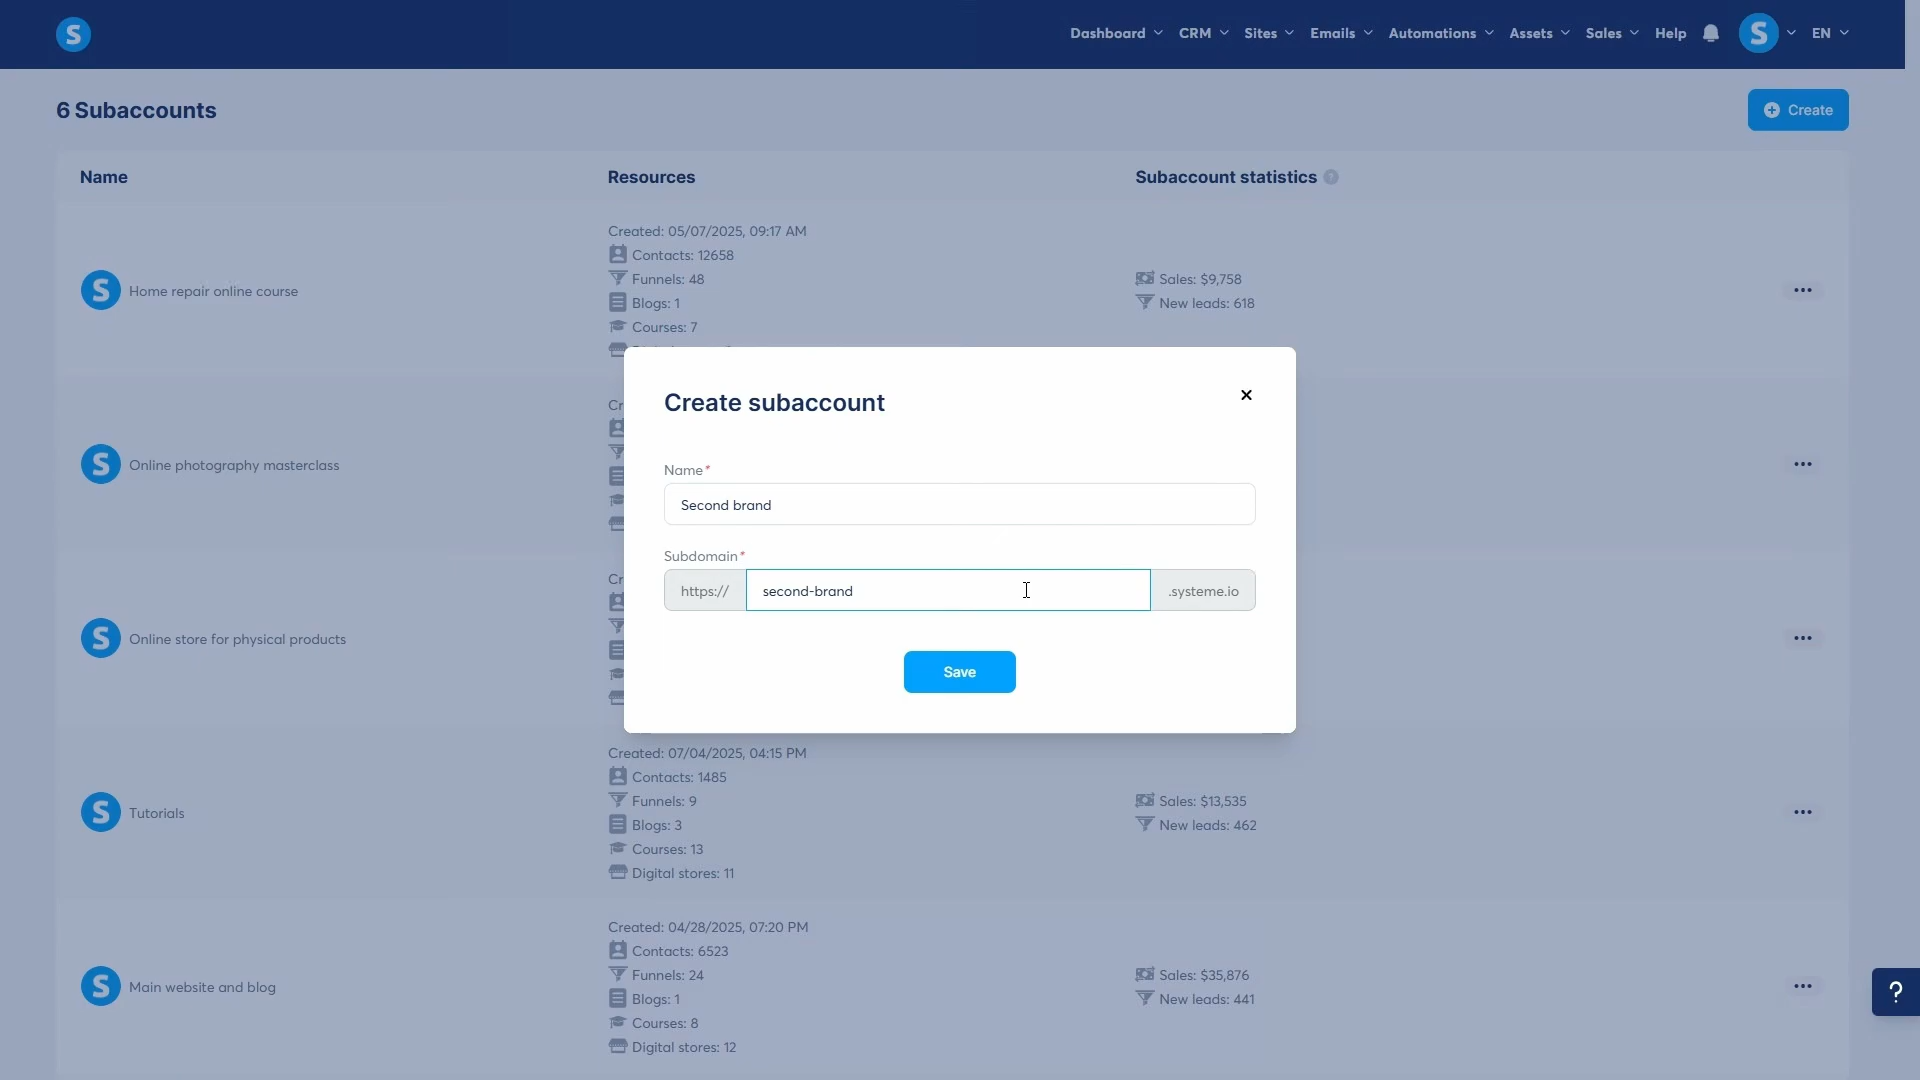 S
Dashboard CRM Sites Emails Automations Assets Sales Help S EN
6 Subaccounts
Create
Name Resources Subaccount statistics ?
Created: 05/07/2025, 09:17 AM
Contacts: 12658
Funnels: 48
Blogs: 1
Courses: 7
S Home repair online course
Sales: $9,758
New leads: 618
Cr
S Online photography masterclass
Cr
S Online store for physical products
Create subaccount
Name*
Second brand
Subdomain*
https:// second-brand .systeme.io
Save
Created: 07/04/2025, 04:15 PM
Contacts: 1485
Funnels: 9
Blogs: 3
Courses: 13
Digital stores: 11
S Tutorials
Sales: $13,535
New leads: 462
Created: 04/28/2025, 07:20 PM
Contacts: 6523
Funnels: 24
Blogs: 1
Courses: 8
Digital stores: 12
S Main website and blog
Sales: $35,876
New leads: 441
?